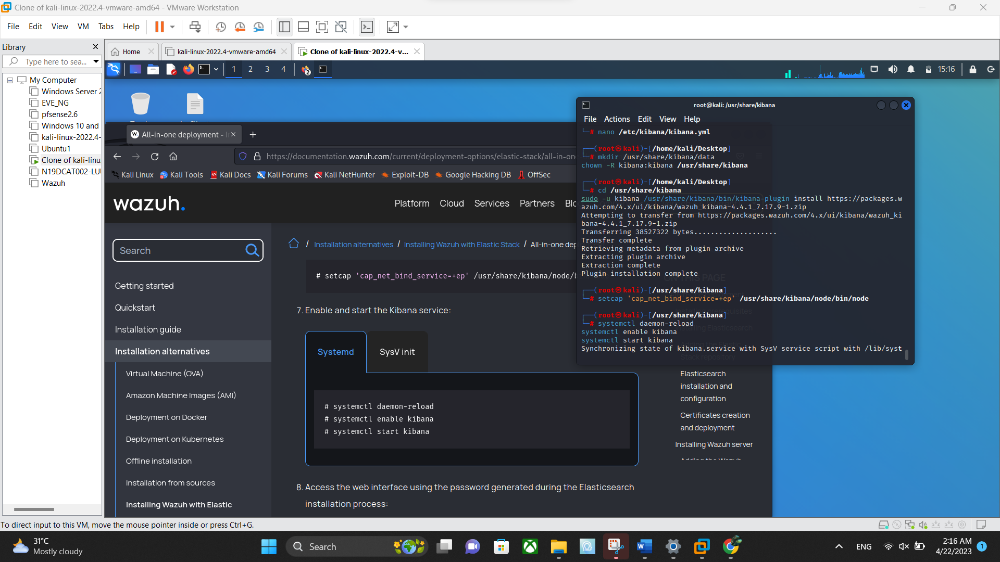 Clone of kali-linux-2022.4-vmware-amd64 - VMware Workstation
File Edit View VM Tabs Help
Library
Type here to sea...
My Computer
Windows Server 2
EVE_NG
pfsense2.6
Windows 10 and
kali-linux-2022.4-
Ubuntu1
Clone of kali-linu
N19DCAT002-LU
Wazuh
Home
kali-linux-2022.4-vmware-amd64
Clone of kali-linux-2022.4-v...
1 2 3 4
2
15:16
All-in-one deployment - I
https://documentation.wazuh.com/current/deployment-options/elastic-stack/all-in-on
Kali Linux Kali Tools Kali Docs Kali Forums Kali NetHunter Exploit-DB Google Hacking DB OffSec
wazuh.
Platform Cloud Services Partners Blo
Search
Getting started
Quickstart
Installation guide
Installation alternatives
Virtual Machine (OVA)
Amazon Machine Images (AMI)
Deployment on Docker
Deployment on Kubernetes
Offline installation
Installation from sources
Installing Wazuh with Elastic
/ Installation alternatives / Installing Wazuh with Elastic Stack / All-in-one dep
# setcap 'cap_net_bind_service=+ep' /usr/share/kibana/node/b
7. Enable and start the Kibana service:
Systemd
SysV init
# systemctl daemon-reload
# systemctl enable kibana
# systemctl start kibana
8. Access the web interface using the password generated during the Elasticsearch
installation process:
root@kali: /usr/share/kibana
File Actions Edit View Help
└─# nano /etc/kibana/kibana.yml
┌──(root㉿kali)-[/home/kali/Desktop]
└─# mkdir /usr/share/kibana/data
chown -R kibana:kibana /usr/share/kibana
┌──(root㉿kali)-[/home/kali/Desktop]
└─# cd /usr/share/kibana
sudo -u kibana /usr/share/kibana/bin/kibana-plugin install https://packages.w
azuh.com/4.x/ui/kibana/wazuh_kibana-4.4.1_7.17.9-1.zip
Attempting to transfer from https://packages.wazuh.com/4.x/ui/kibana/wazuh_ki
bana-4.4.1_7.17.9-1.zip
Transferring 38527322 bytes....................
Transfer complete
Retrieving metadata from plugin archive
Extracting plugin archive
Extraction complete
Plugin installation complete
┌──(root㉿kali)-[/usr/share/kibana]
└─# setcap 'cap_net_bind_service=+ep' /usr/share/kibana/node/bin/node
┌──(root㉿kali)-[/usr/share/kibana]
└─# systemctl daemon-reload
systemctl enable kibana
systemctl start kibana
Synchronizing state of kibana.service with SysV service script with /lib/syst
ON THIS PAGE
Stack repository
Elasticsearch
installation and
configuration
Certificates creation
and deployment
Installing Wazuh server
Adding the Wazuh
To direct input to this VM, move the mouse pointer inside or press Ctrl+G.
31°C
Mostly cloudy
Search
ENG
2:16 AM
4/22/2023
1